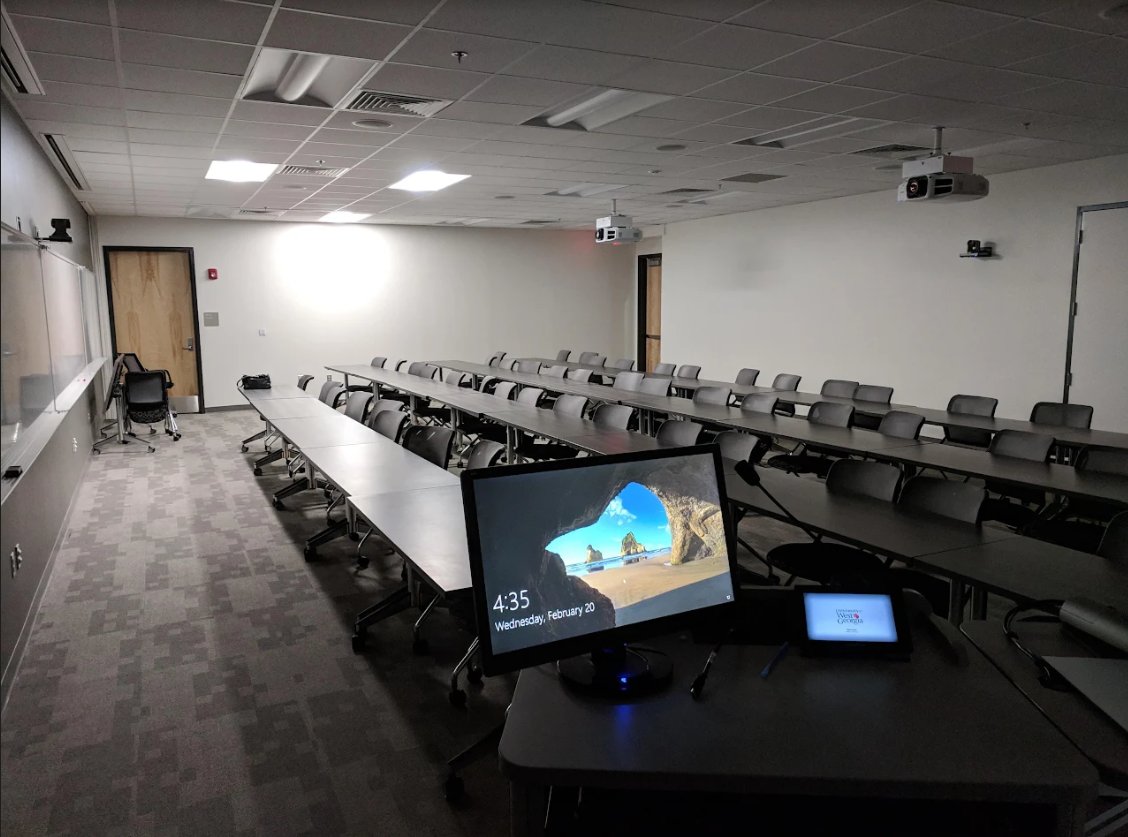 4:35
Wednesday, February 20
UNIVERSITY of
West
Georgia